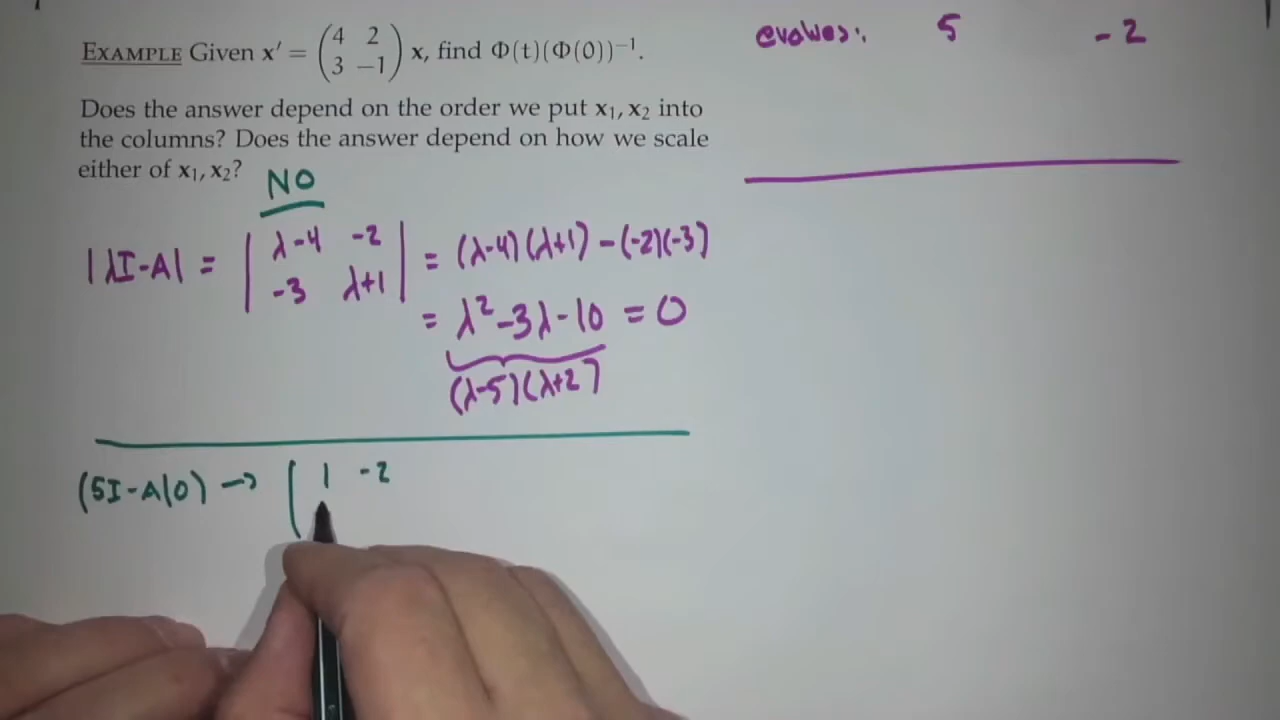 EXAMPLE Given x′ = ( 4 2 ; 3 −1 ) x, find Φ(t)(Φ(0))⁻¹.
Does the answer depend on the order we put x₁, x₂ into
the columns? Does the answer depend on how we scale
either of x₁, x₂?
NO
|λI-A| = | λ-4 -2 ; -3 λ+1 | = (λ-4)(λ+1) - (-2)(-3)
= λ² - 3λ - 10 = 0
(λ-5)(λ+2)
(5I-A|0) → ( 1 -2
evalues: 5 -2